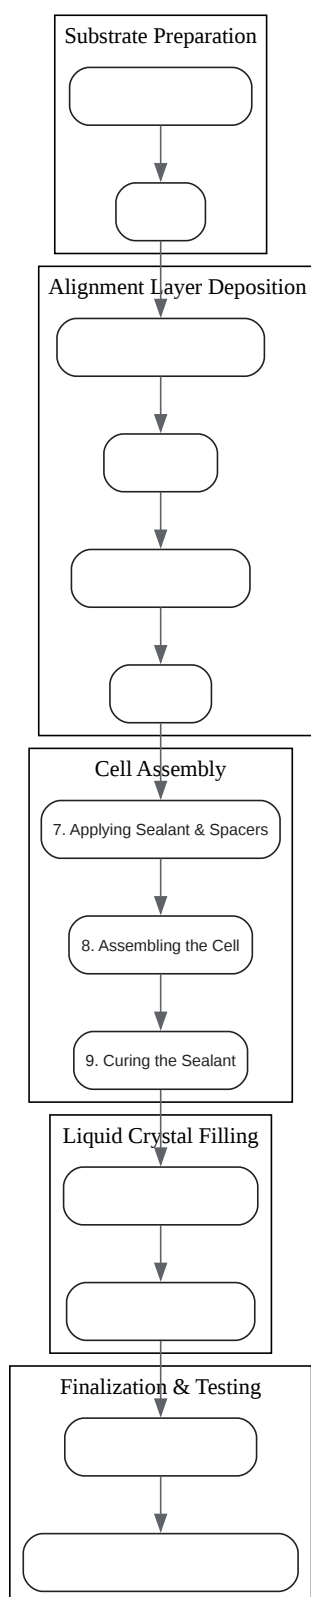 Substrate Preparation
Alignment Layer Deposition
Cell Assembly
7. Applying Sealant & Spacers
8. Assembling the Cell
9. Curing the Sealant
Liquid Crystal Filling
Finalization & Testing